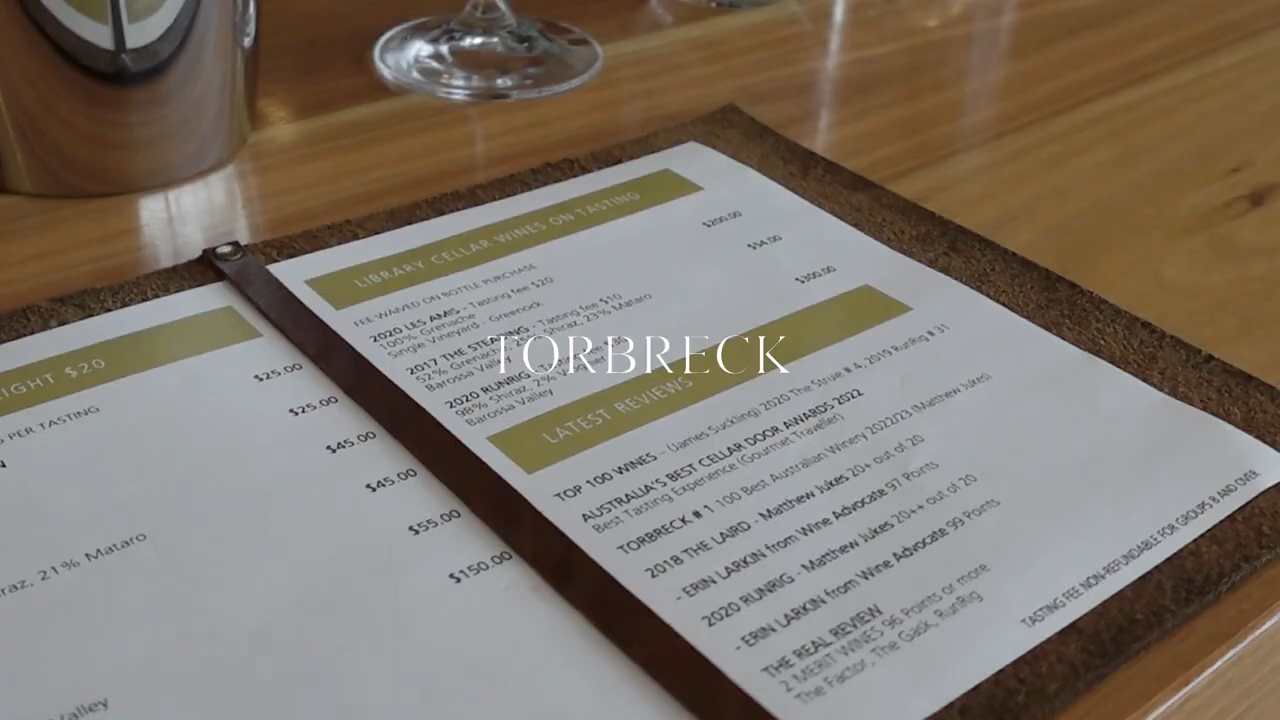 IGHT $20
PER TASTING
$25.00
$25.00
$45.00
$45.00
raz, 21% Mataro
$55.00
$150.00
Valley
LIBRARY CELLAR WINES ON TASTING
FEE WAIVED ON BOTTLE PURCHASE
2020 LES AMIS - Tasting fee $20 $200.00
100% Grenache
Single Vineyard - Greenock
2017 THE STEADING - Tasting fee $10 $54.00
52% Grenache, Shiraz, 23% Mataro
Barossa Valley
2020 RUNRIG - Tasting fee $300.00
98% Shiraz, 2% Viognier
Barossa Valley
TORBRECK
LATEST REVIEWS
TOP 100 WINES – (James Suckling) 2020 The Struie # 4, 2019 RunRig # 31
AUSTRALIA'S BEST CELLAR DOOR AWARDS 2022
Best Tasting Experience (Gourmet Traveller)
TORBRECK # 1 100 Best Australian Winery 2022/23 (Matthew Jukes)
2018 THE LAIRD - Matthew Jukes 20+ out of 20
- ERIN LARKIN from Wine Advocate 97 Points
2020 RUNRIG - Matthew Jukes 20++ out of 20
- ERIN LARKIN from Wine Advocate 99 Points
THE REAL REVIEW
2 MERIT WINES 96 Points or more
The Factor, The Gask, RunRig
TASTING FEE NON-REFUNDABLE FOR GROUPS 8 AND OVER